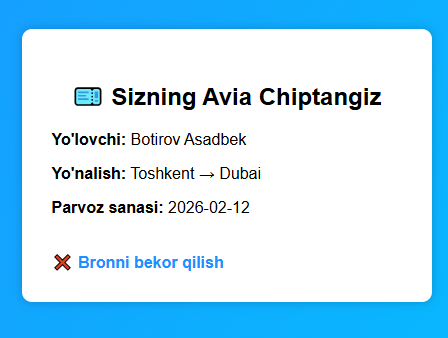 Sizning Avia Chiptangiz
Yo'lovchi: Botirov Asadbek
Yo'nalish: Toshkent → Dubai
Parvoz sanasi: 2026-02-12
Bronni bekor qilish